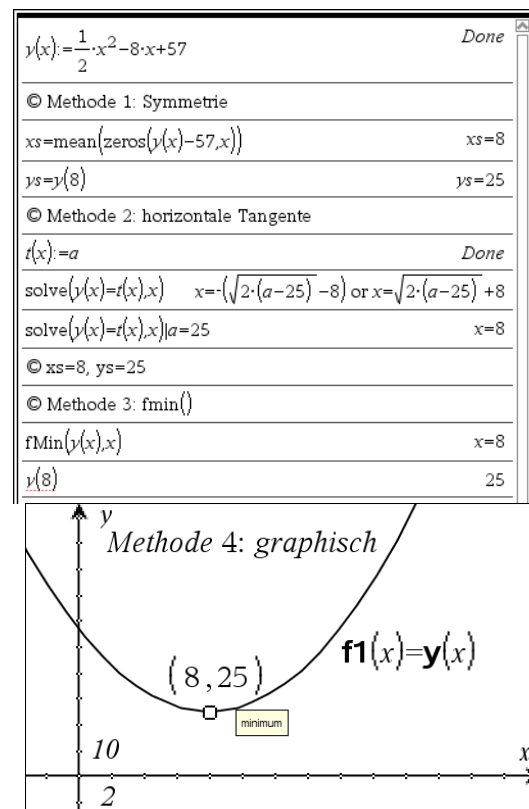 y(x):=1/2·x²−8·x+57 Done
© Methode 1: Symmetrie
xs=mean(zeros(y(x)−57,x)) xs=8
ys=y(8) ys=25
© Methode 2: horizontale Tangente
t(x):=a Done
solve(y(x)=t(x),x) x=-(√(2·(a−25))−8) or x=√(2·(a−25))+8
solve(y(x)=t(x),x)|a=25 x=8
© xs=8, ys=25
© Methode 3: fmin()
fMin(y(x),x) x=8
y(8) 25
y
Methode 4: graphisch
f1(x)=y(x)
(8,25)
minimum
10
x
2